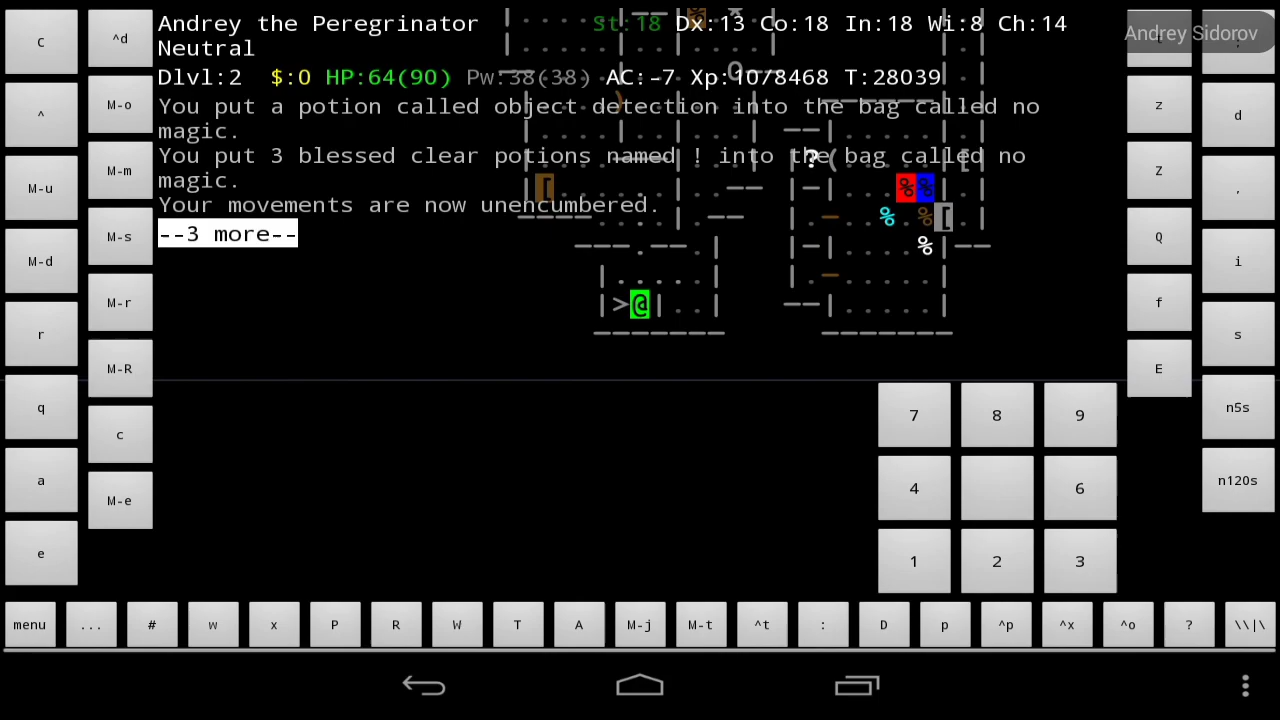 Andrey the Peregrinator St:18 Dx:13 Co:18 In:18 Wi:8 Ch:14
Neutral
Dlvl:2 $:0 HP:64(90) Pw:38(38) AC:-7 Xp:10/8468 T:28039
You put a potion called object detection into the bag called no
magic.
You put 3 blessed clear potions named ! into the bag called no
magic.
Your movements are now unencumbered.
--3 more--
Andrey Sidorov
C
^
M-u
M-d
r
q
a
e
^d
M-o
M-m
M-s
M-r
M-R
c
M-e
z
Z
Q
f
E
d
,
i
s
n5s
n120s
7 8 9
4 6
1 2 3
menu ... # w x P R W T A M-j M-t ^t : D p ^p ^x ^o ? \\|\